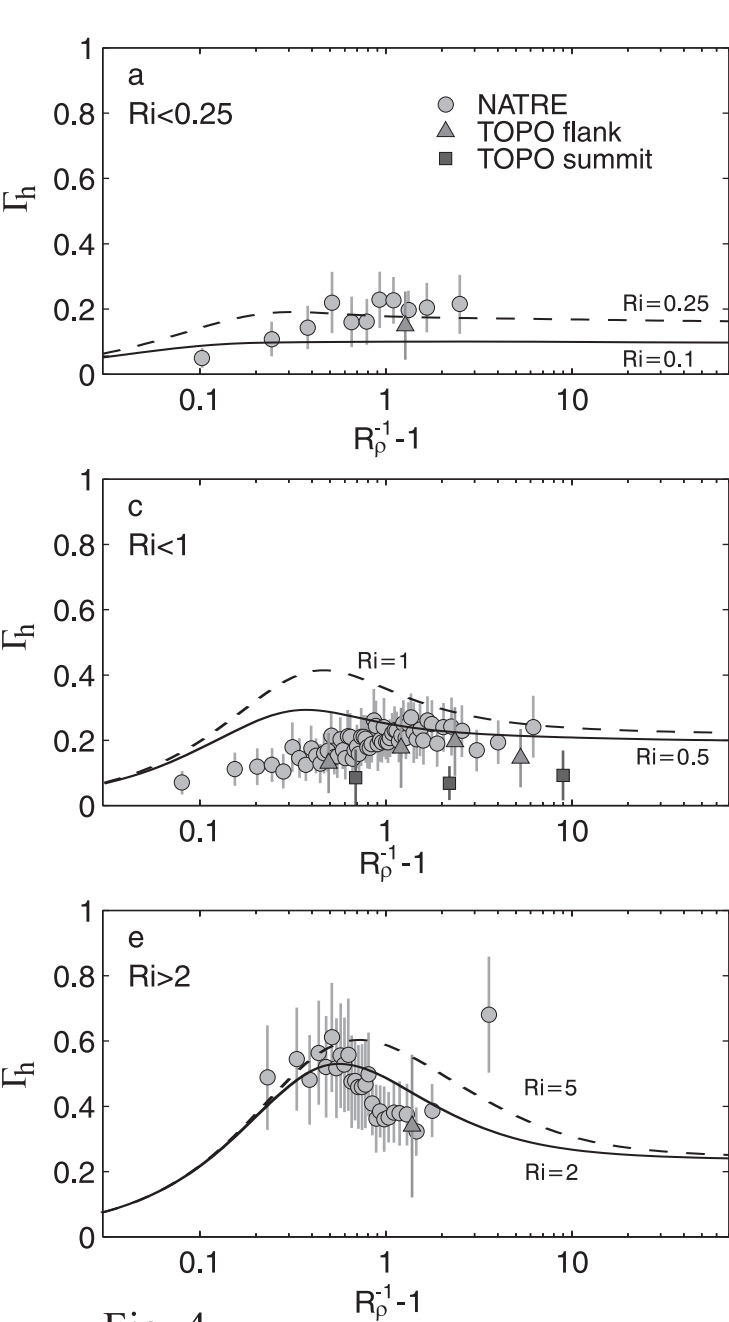 1
a
Ri<0.25
NATRE
TOPO flank
TOPO summit
0.8
0.6
Γh
0.4
0.2
Ri=0.25
Ri=0.1
0
0.1 1 10
Rρ⁻¹-1
1
c
Ri<1
0.8
0.6
Γh
0.4
Ri=1
0.2
Ri=0.5
0
0.1 1 10
Rρ⁻¹-1
1
e
Ri>2
0.8
0.6
Γh
0.4
Ri=5
0.2
Ri=2
0
0.1 1 10
Rρ⁻¹-1